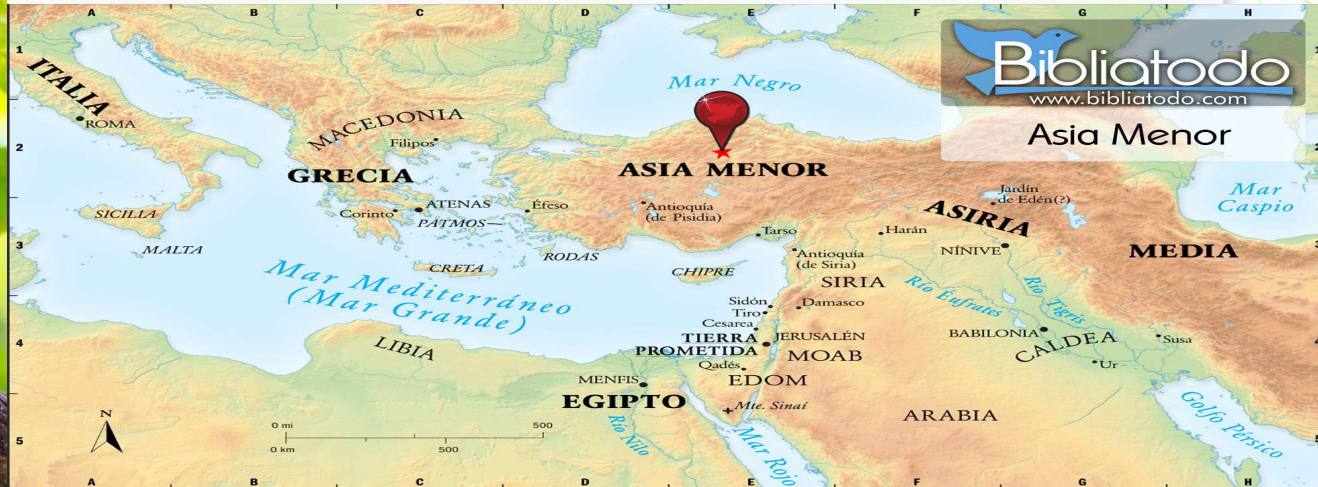 A B C D E F G H
1
Bibliatodo
www.bibliatodo.com
Asia Menor
ITALIA
ROMA
Mar Negro
MACEDONIA
Filipos
2
2
GRECIA
ASIA MENOR
Mar
Caspio
SICILIA
Corinto
ATENAS
PATMOS
Éfeso
Antioquía
(de Pisidia)
Jardín
de Edén(?)
ASIRIA
MALTA
3
RODAS
Tarso
Harán
NÍNIVE
MEDIA
CRETA
CHIPRE
Antioquía
(de Siria)
SIRIA
Mar Mediterráneo
(Mar Grande)
Río Éufrates
Río Tigris
Sidón
Damasco
Tiro
Cesarea
TIERRA
PROMETIDA
JERUSALÉN
MOAB
BABILONIA
CALDEA
Susa
4
LIBIA
Qadés
EDOM
Ur
MENFIS
EGIPTO
Mte. Sinaí
ARABIA
Golfo Pérsico
Río Nilo
Mar Rojo
N
0 mi 500
0 km 500
5
A B C D E F G H